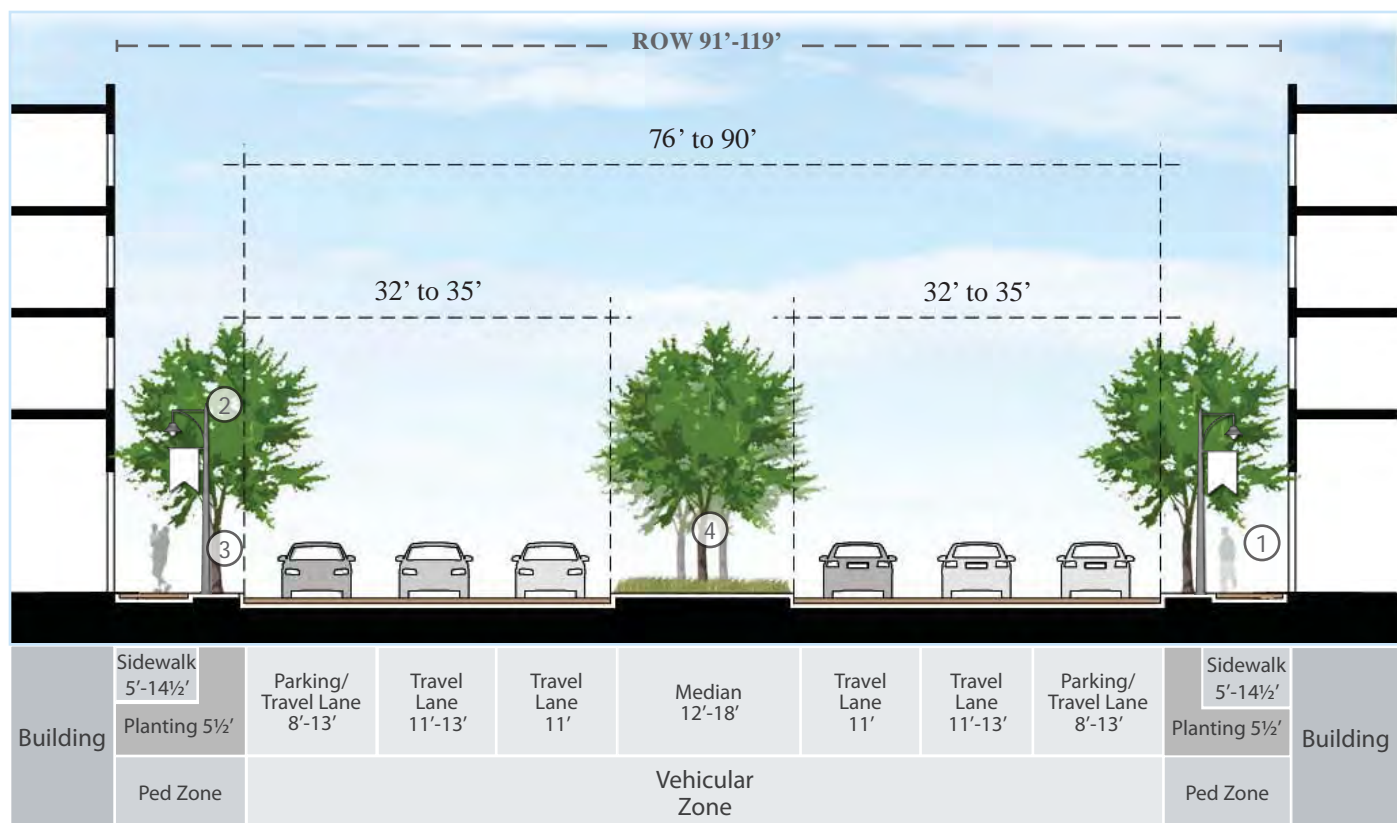 ROW 91’-119’
76’ to 90’
32’ to 35’
32’ to 35’
2
3
4
1
Building
Sidewalk
5’-14½’
Planting 5½’
Ped Zone
Parking/
Travel Lane
8’-13’
Travel
Lane
11’-13’
Travel
Lane
11’
Median
12’-18’
Travel
Lane
11’
Travel
Lane
11’-13’
Parking/
Travel Lane
8’-13’
Vehicular
Zone
Sidewalk
5’-14½’
Planting 5½’
Ped Zone
Building